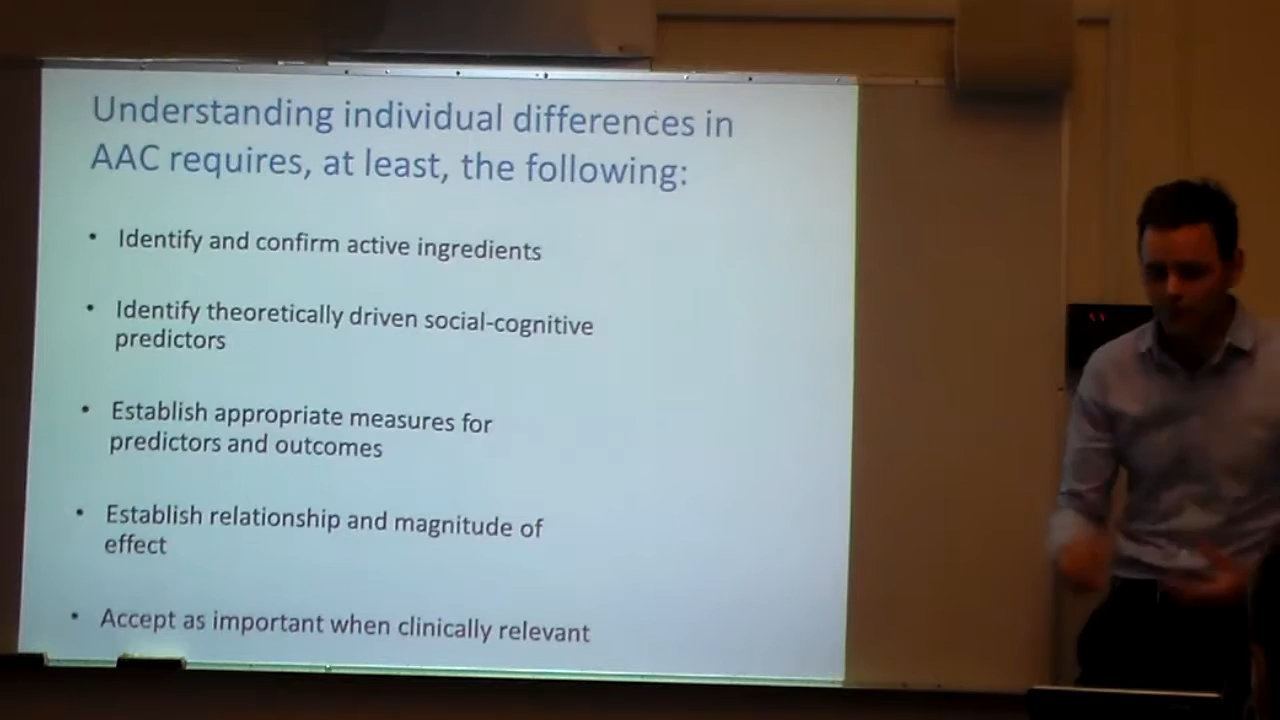 Understanding individual differences in
AAC requires, at least, the following:
• Identify and confirm active ingredients
• Identify theoretically driven social-cognitive
predictors
• Establish appropriate measures for
predictors and outcomes
• Establish relationship and magnitude of
effect
• Accept as important when clinically relevant